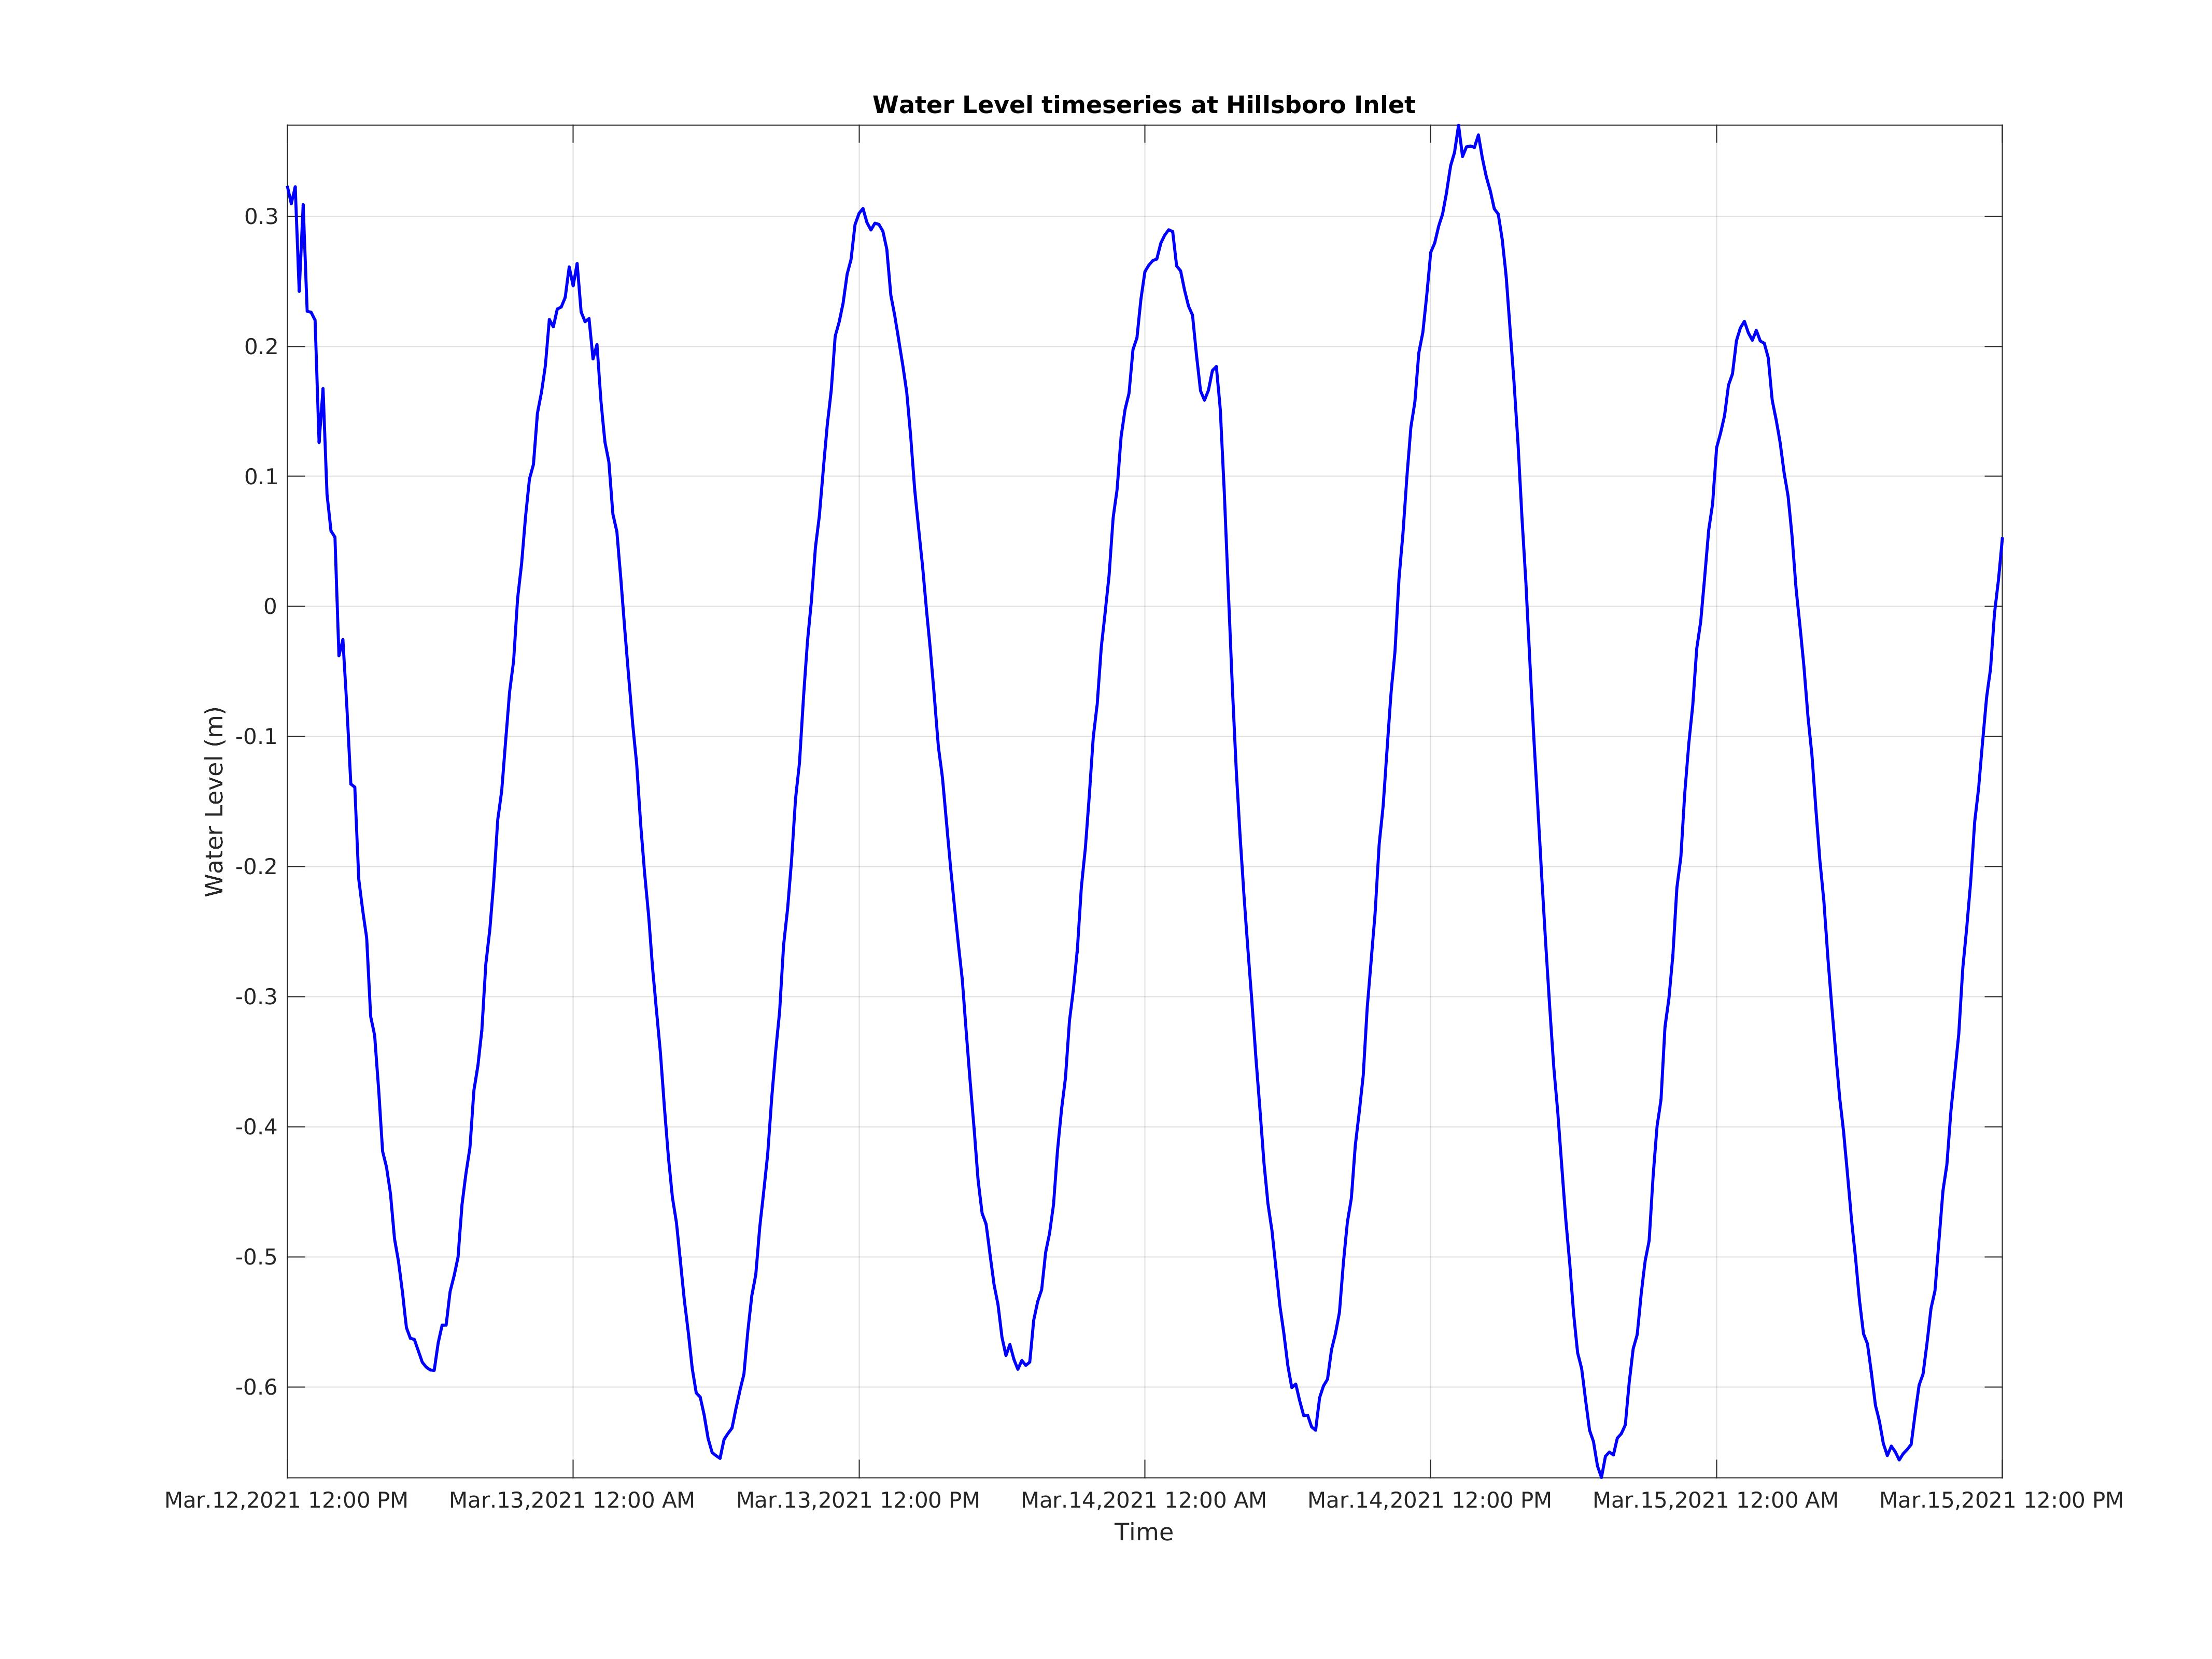 Water Level timeseries at Hillsboro Inlet
0.3
0.2
0.1
0
-0.1
-0.2
-0.3
-0.4
-0.5
-0.6
Water Level (m)
Mar.12,2021 12:00 PM Mar.13,2021 12:00 AM Mar.13,2021 12:00 PM Mar.14,2021 12:00 AM Mar.14,2021 12:00 PM Mar.15,2021 12:00 AM Mar.15,2021 12:00 PM
Time